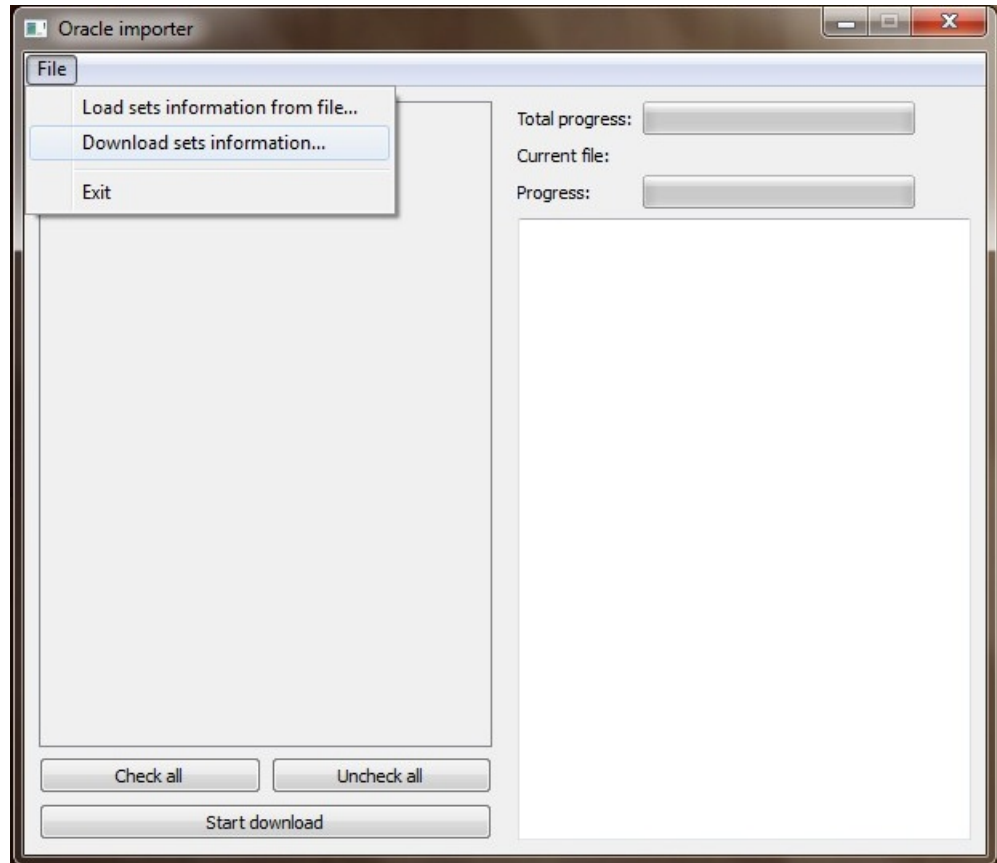 Oracle importer
File
Load sets information from file...
Download sets information...
Exit
Total progress:
Current file:
Progress:
Check all
Uncheck all
Start download